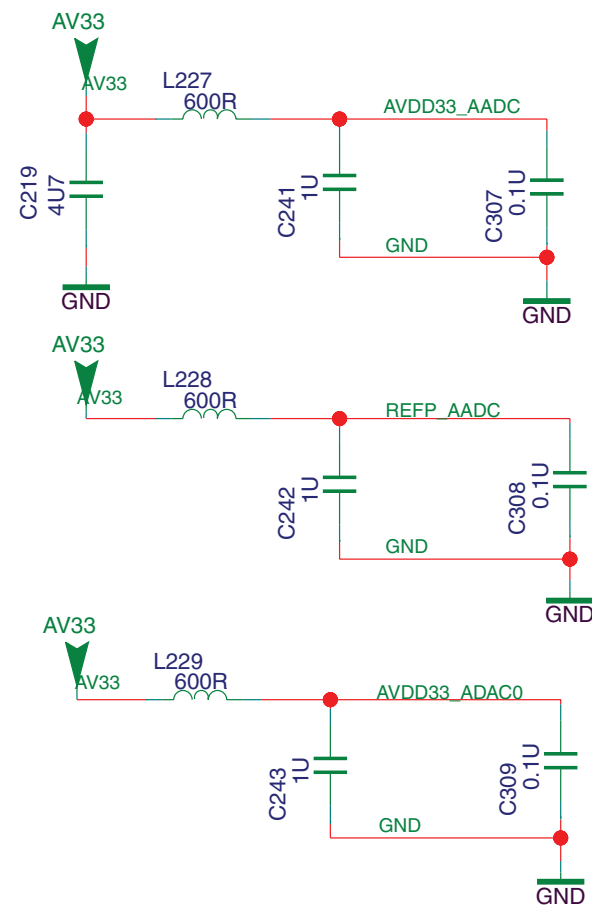 AV33
AV33
L227
600R
AVDD33_AADC
C219
4U7
C241
1U
C307
0.1U
GND
GND
GND
AV33
AV33
L228
600R
REFP_AADC
C242
1U
C308
0.1U
GND
GND
AV33
AV33
L229
600R
AVDD33_ADAC0
C243
1U
C309
0.1U
GND
GND